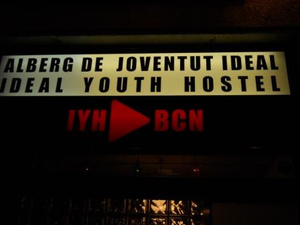 ALBERG DE JOVENTUT IDEAL
IDEAL YOUTH HOSTEL
IYH BCN